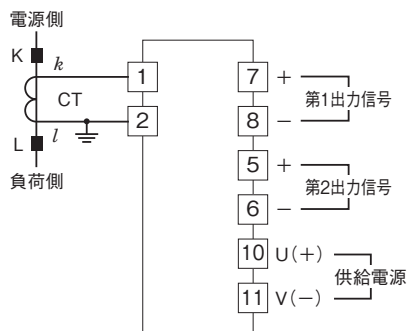 電源側
K
k
CT
l
L
負荷側
1
2
7 +
8 −
第1出力信号
5 +
6 −
第2出力信号
10 U(+)
11 V(−)
供給電源